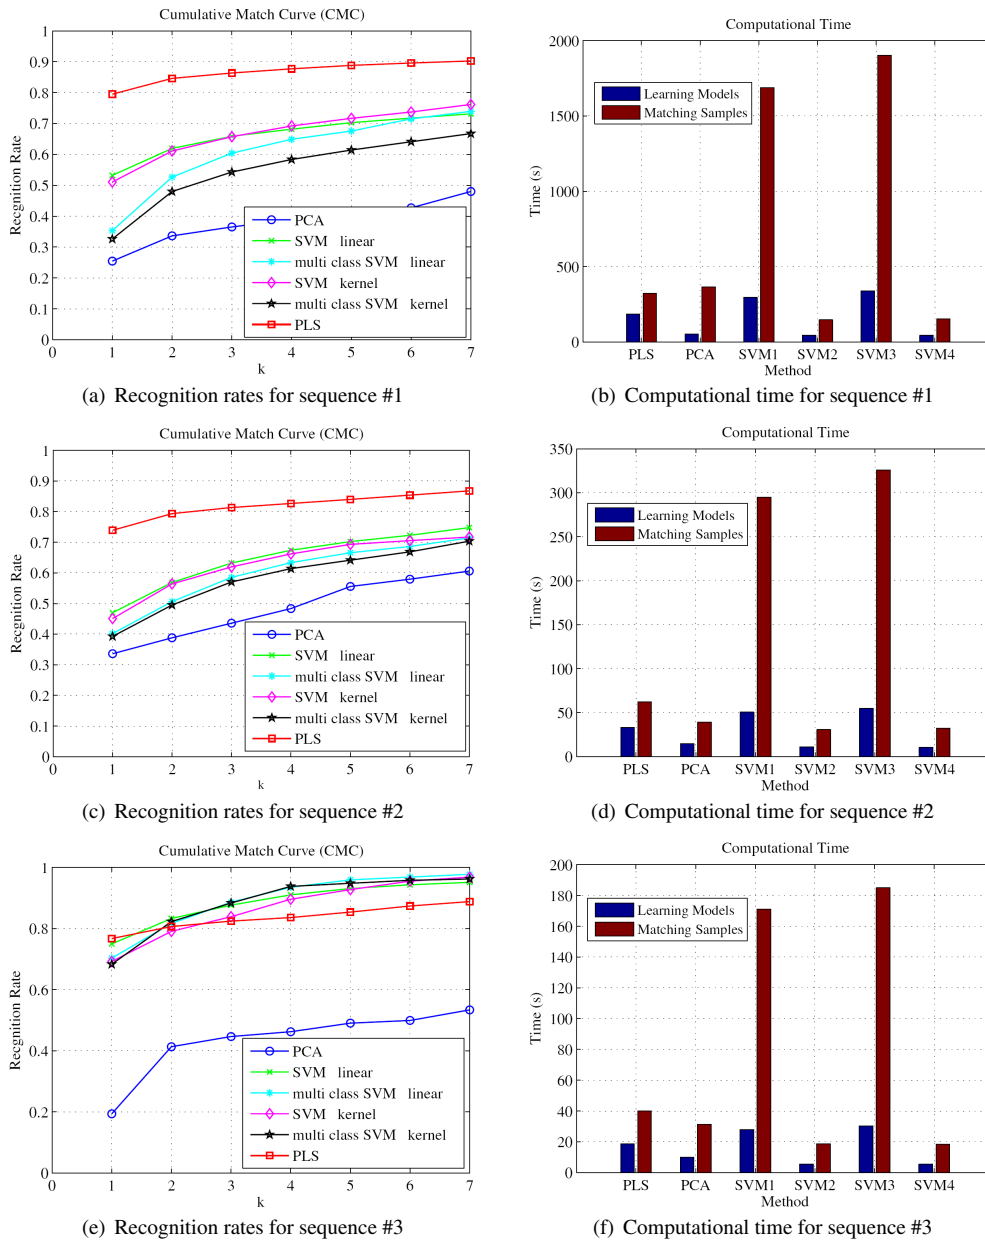 Cumulative Match Curve (CMC)
1
0.9
0.8
0.7
0.6
0.5
0.4
0.3
0.2
0.1
0
Recgnition Rate
PCA
SVM linear
multi class SVM linear
SVM kernel
multi class SVM kernel
PLS
0 1 2 3 4 5 6 7
k
(a) Recognition rates for sequence #1
Computational Time
2000
1500
1000
500
0
Time (s)
Learning Models
Matching Samples
PLS PCA SVM1 SVM2 SVM3 SVM4
Method
(b) Computational time for sequence #1
Cumulative Match Curve (CMC)
1
0.9
0.8
0.7
0.6
0.5
0.4
0.3
0.2
0.1
0
Recgnition Rate
PCA
SVM linear
multi class SVM linear
SVM kernel
multi class SVM kernel
PLS
0 1 2 3 4 5 6 7
k
(c) Recognition rates for sequence #2
Computational Time
350
300
250
200
150
100
50
0
Time (s)
Learning Models
Matching Samples
PLS PCA SVM1 SVM2 SVM3 SVM4
Method
(d) Computational time for sequence #2
Cumulative Match Curve (CMC)
1
0.8
0.6
0.4
0.2
0
Recgnition Rate
PCA
SVM linear
multi class SVM linear
SVM kernel
multi class SVM kernel
PLS
0 1 2 3 4 5 6 7
k
(e) Recognition rates for sequence #3
Computational Time
200
180
160
140
120
100
80
60
40
20
0
Time (s)
Learning Models
Matching Samples
PLS PCA SVM1 SVM2 SVM3 SVM4
Method
(f) Computational time for sequence #3